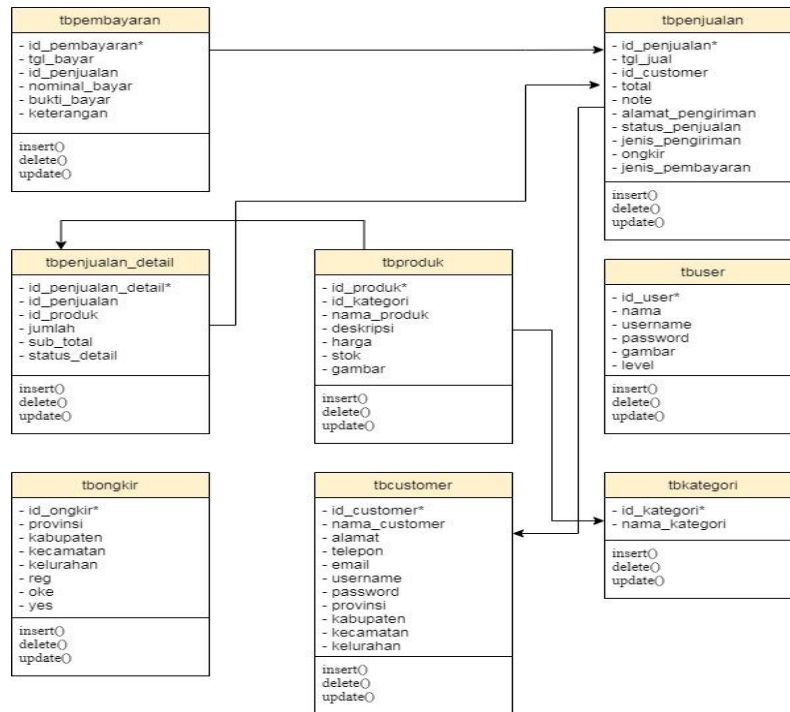 tbpembayaran
- id_pembayaran*
- tgl_bayar
- id_penjualan
- nominal_bayar
- bukti_bayar
- keterangan
insert()
delete()
update()
tbpenjualan
- id_penjualan*
- tgl_jual
- id_customer
- total
- note
- alamat_pengiriman
- status_penjualan
- jenis_pengiriman
- ongkir
- jenis_pembayaran
insert()
delete()
update()
tbpenjualan_detail
- id_penjualan_detail*
- id_penjualan
- id_produk
- jumlah
- sub_total
- status_detail
insert()
delete()
update()
tbproduk
- id_produk*
- id_kategori
- nama_produk
- deskripsi
- harga
- stok
- gambar
insert()
delete()
update()
tbuser
- id_user*
- nama
- username
- password
- gambar
- level
insert()
delete()
update()
tbongkir
- id_ongkir*
- provinsi
- kabupaten
- kecamatan
- kelurahan
- reg
- oke
- yes
insert()
delete()
update()
tbcustomer
- id_customer*
- nama_customer
- alamat
- telepon
- email
- username
- password
- provinsi
- kabupaten
- kecamatan
- kelurahan
insert()
delete()
update()
tbkategori
- id_kategori*
- nama_kategori
insert()
delete()
update()